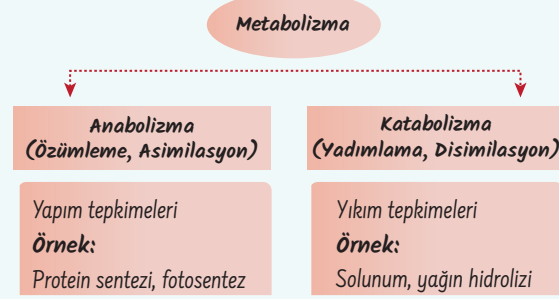 Metabolizma
Anabolizma
(Özümleme, Asimilasyon)
Yapım tepkimeleri
Örnek:
Protein sentezi, fotosentez
Katabolizma
(Yadımlama, Disimilasyon)
Yıkım tepkimeleri
Örnek:
Solunum, yağın hidrolizi